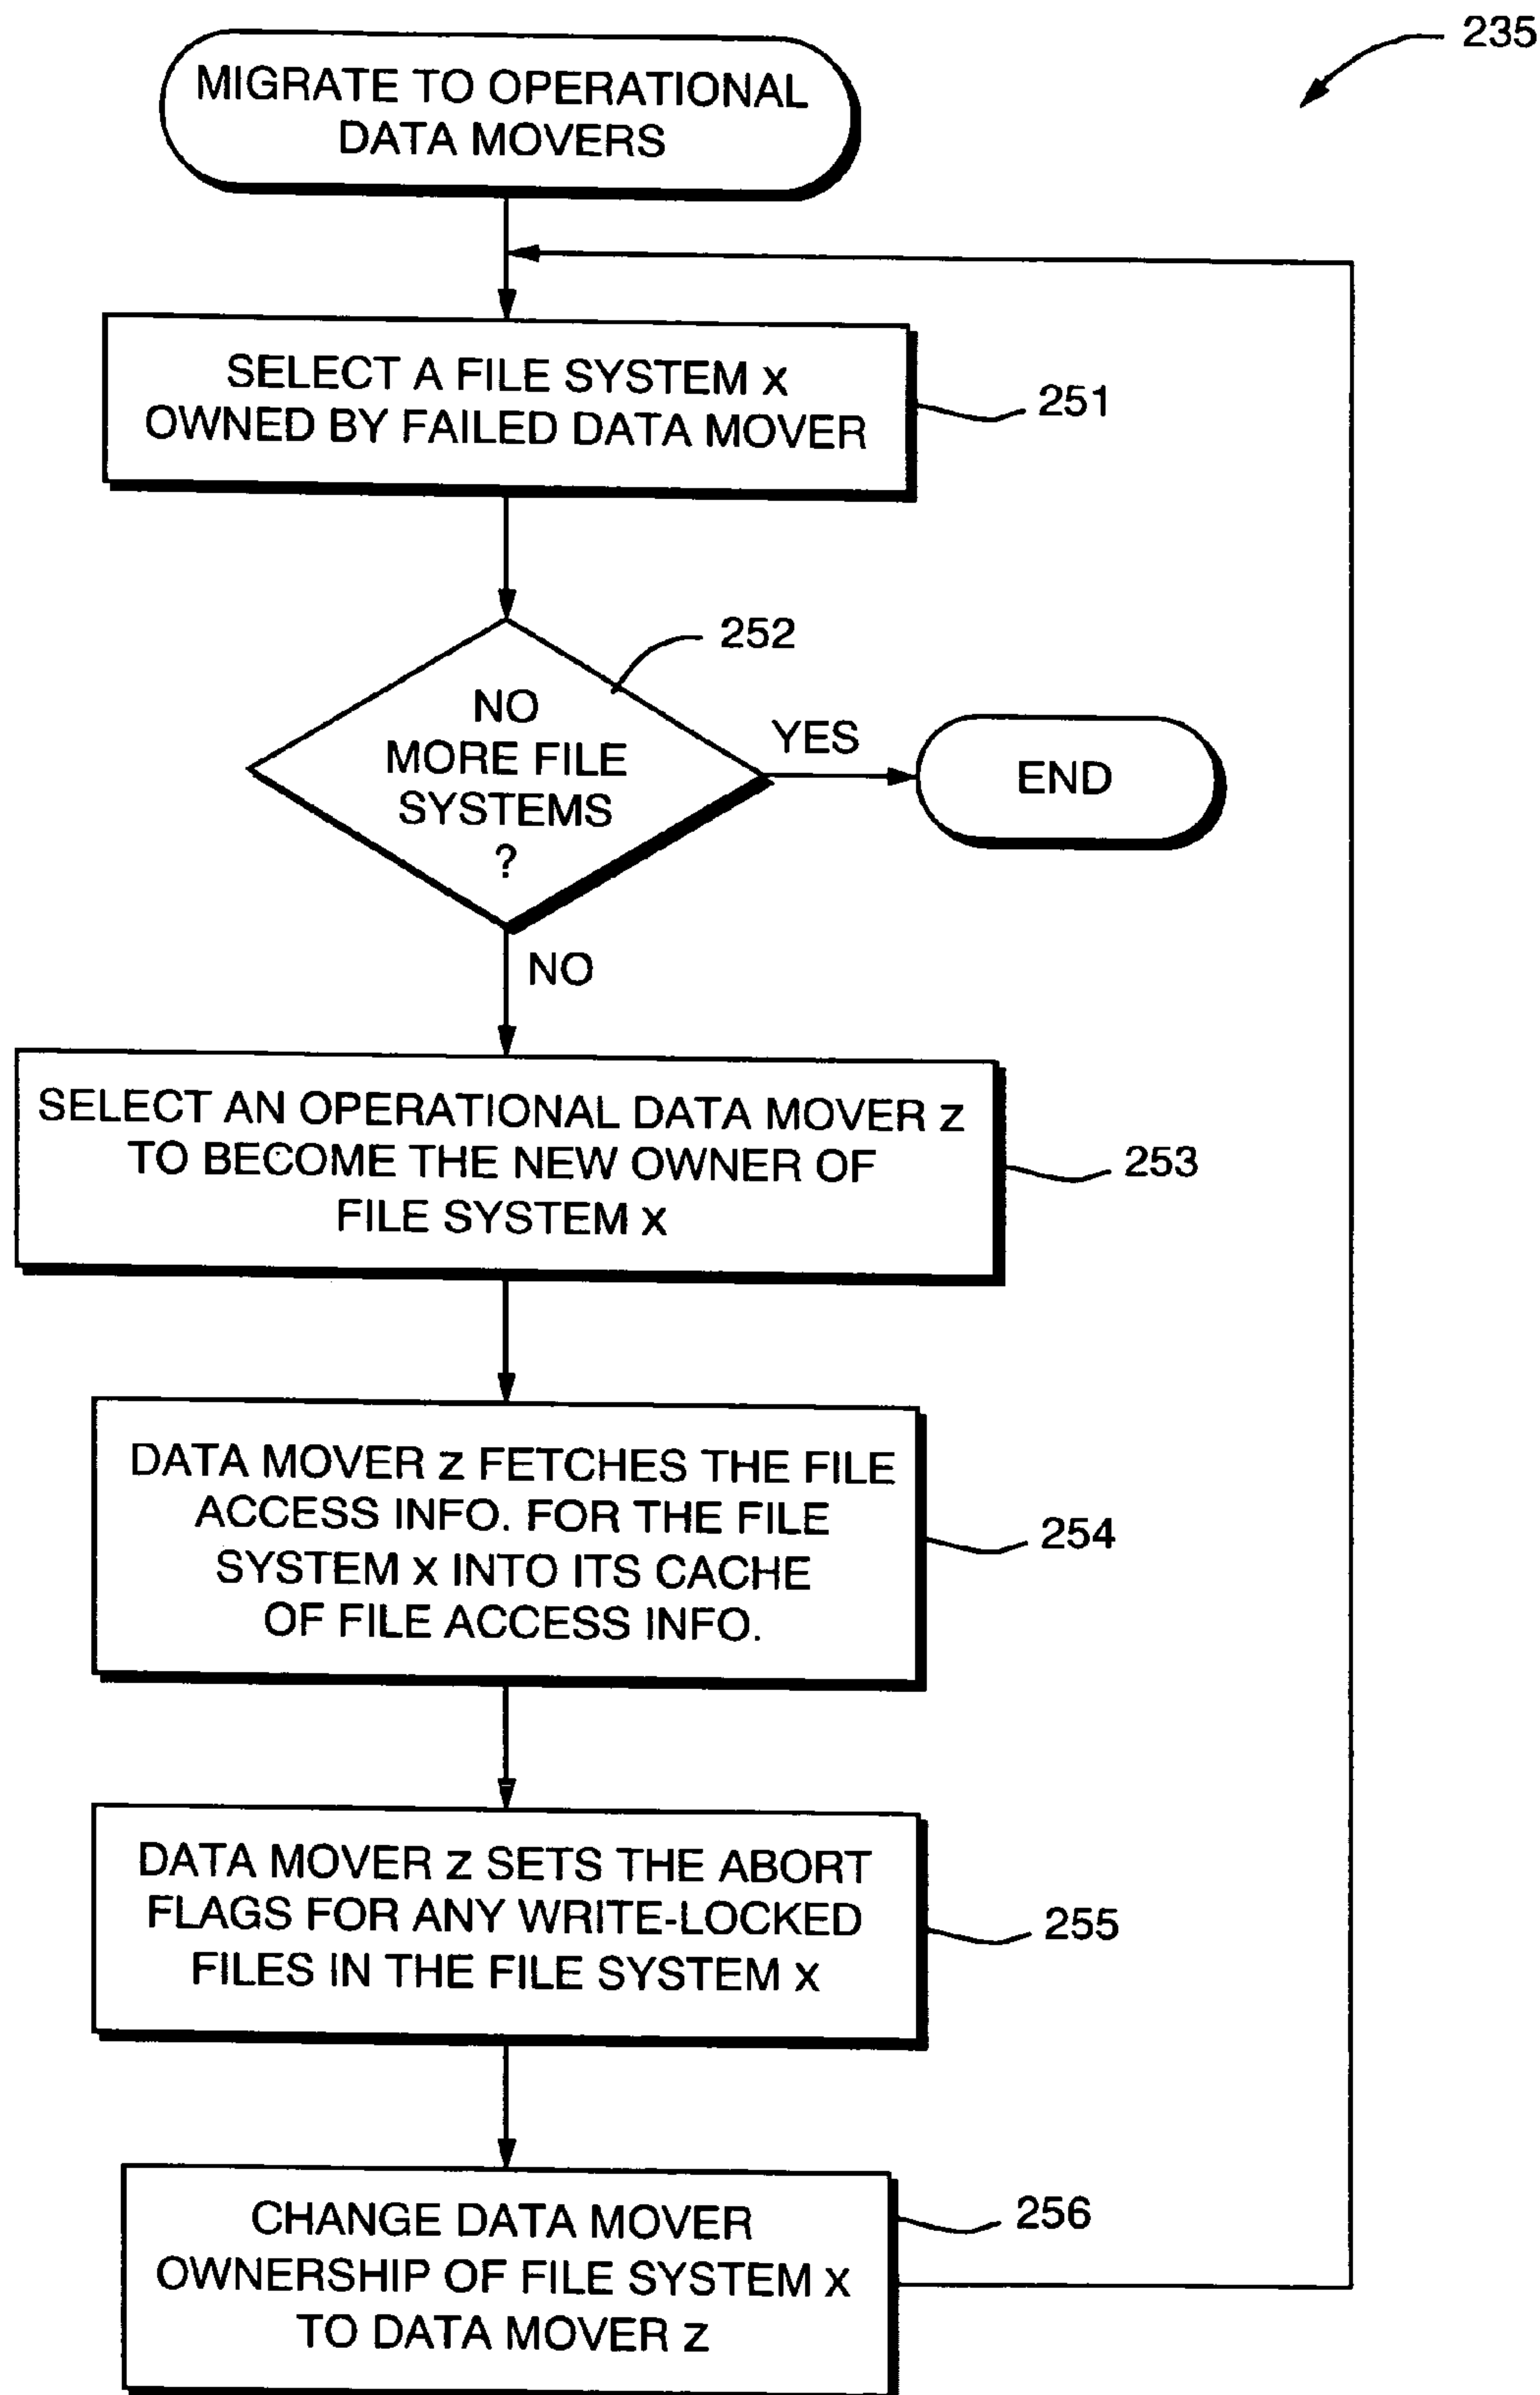 235
MIGRATE TO OPERATIONAL
DATA MOVERS
SELECT A FILE SYSTEM X
OWNED BY FAILED DATA MOVER
251
252
NO
MORE FILE
SYSTEMS
?
YES
END
NO
SELECT AN OPERATIONAL DATA MOVER Z
TO BECOME THE NEW OWNER OF
FILE SYSTEM X
253
DATA MOVER Z FETCHES THE FILE
ACCESS INFO. FOR THE FILE
SYSTEM X INTO ITS CACHE
OF FILE ACCESS INFO.
254
DATA MOVER Z SETS THE ABORT
FLAGS FOR ANY WRITE-LOCKED
FILES IN THE FILE SYSTEM X
255
CHANGE DATA MOVER
OWNERSHIP OF FILE SYSTEM X
TO DATA MOVER Z
256